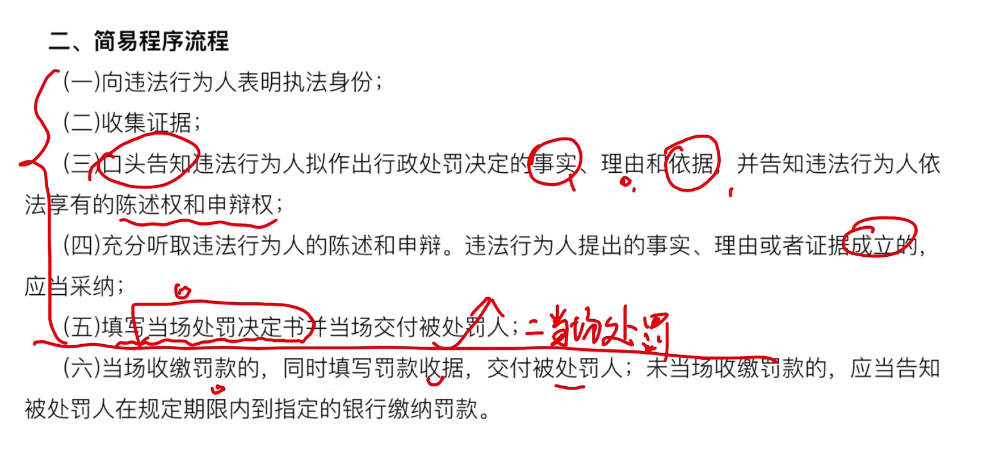 二、简易程序流程
(一)向违法行为人表明执法身份；
(二)收集证据；
(三)口头告知违法行为人拟作出行政处罚决定的事实、理由和依据，并告知违法行为人依
法享有的陈述权和申辩权；
(四)充分听取违法行为人的陈述和申辩。违法行为人提出的事实、理由或者证据成立的，
应当采纳；
(五)填写当场处罚决定书并当场交付被处罚人；二当场处罚
(六)当场收缴罚款的，同时填写罚款收据，交付被处罚人；未当场收缴罚款的，应当告知
被处罚人在规定期限内到指定的银行缴纳罚款。